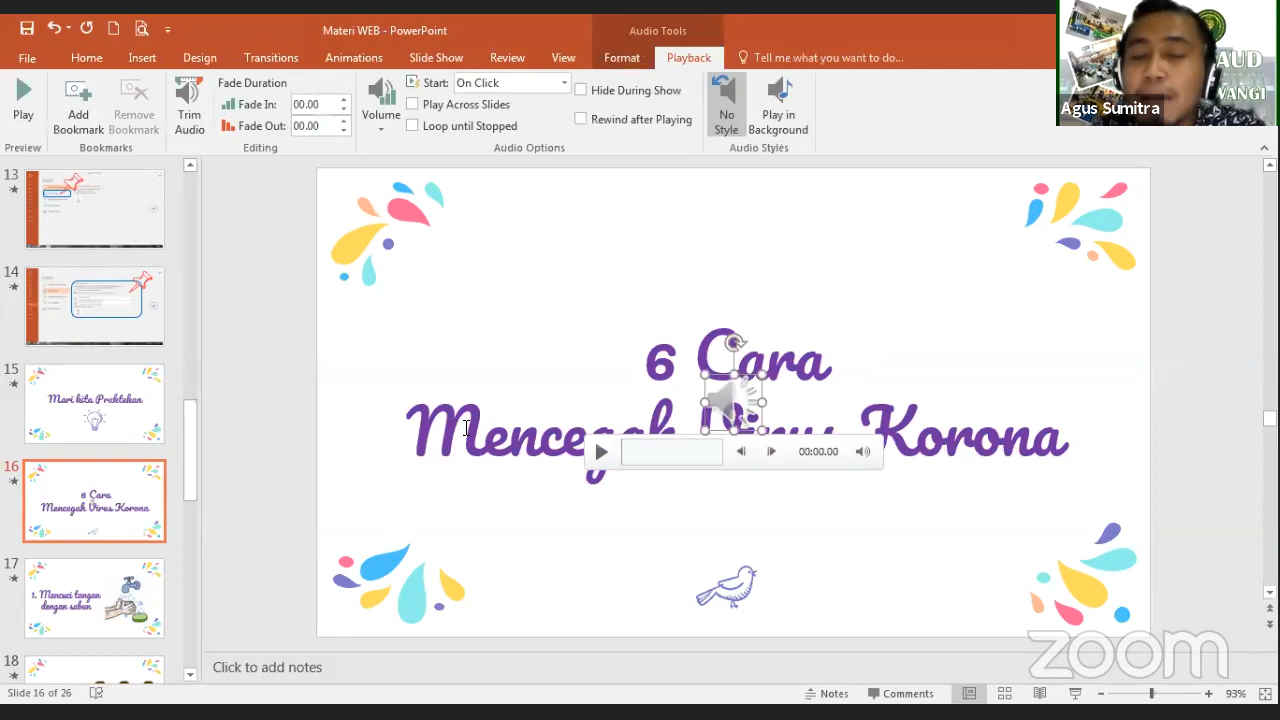 Materi WEB - PowerPoint
Audio Tools
File
Home
Insert
Design
Transitions
Animations
Slide Show
Review
View
Format
Playback
Tell me what you want to do...
Play
Add Bookmark
Remove Bookmark
Trim Audio
Fade Duration
Fade In: 00.00
Fade Out: 00.00
Volume
Start: On Click
Play Across Slides
Loop until Stopped
Hide During Show
Rewind after Playing
No Style
Play in Background
Preview
Bookmarks
Editing
Audio Options
Audio Styles
AUD
WANGI
Agus Sumitra
13
14
15
Mari kita Praktekan
16
6 Cara
Mencegah Virus Korona
17
1. Mencuci tangan
dengan sabun
18
6 Cara
Mencegah Virus Korona
00:00.00
zoom
Click to add notes
Slide 16 of 26
Notes
Comments
93%